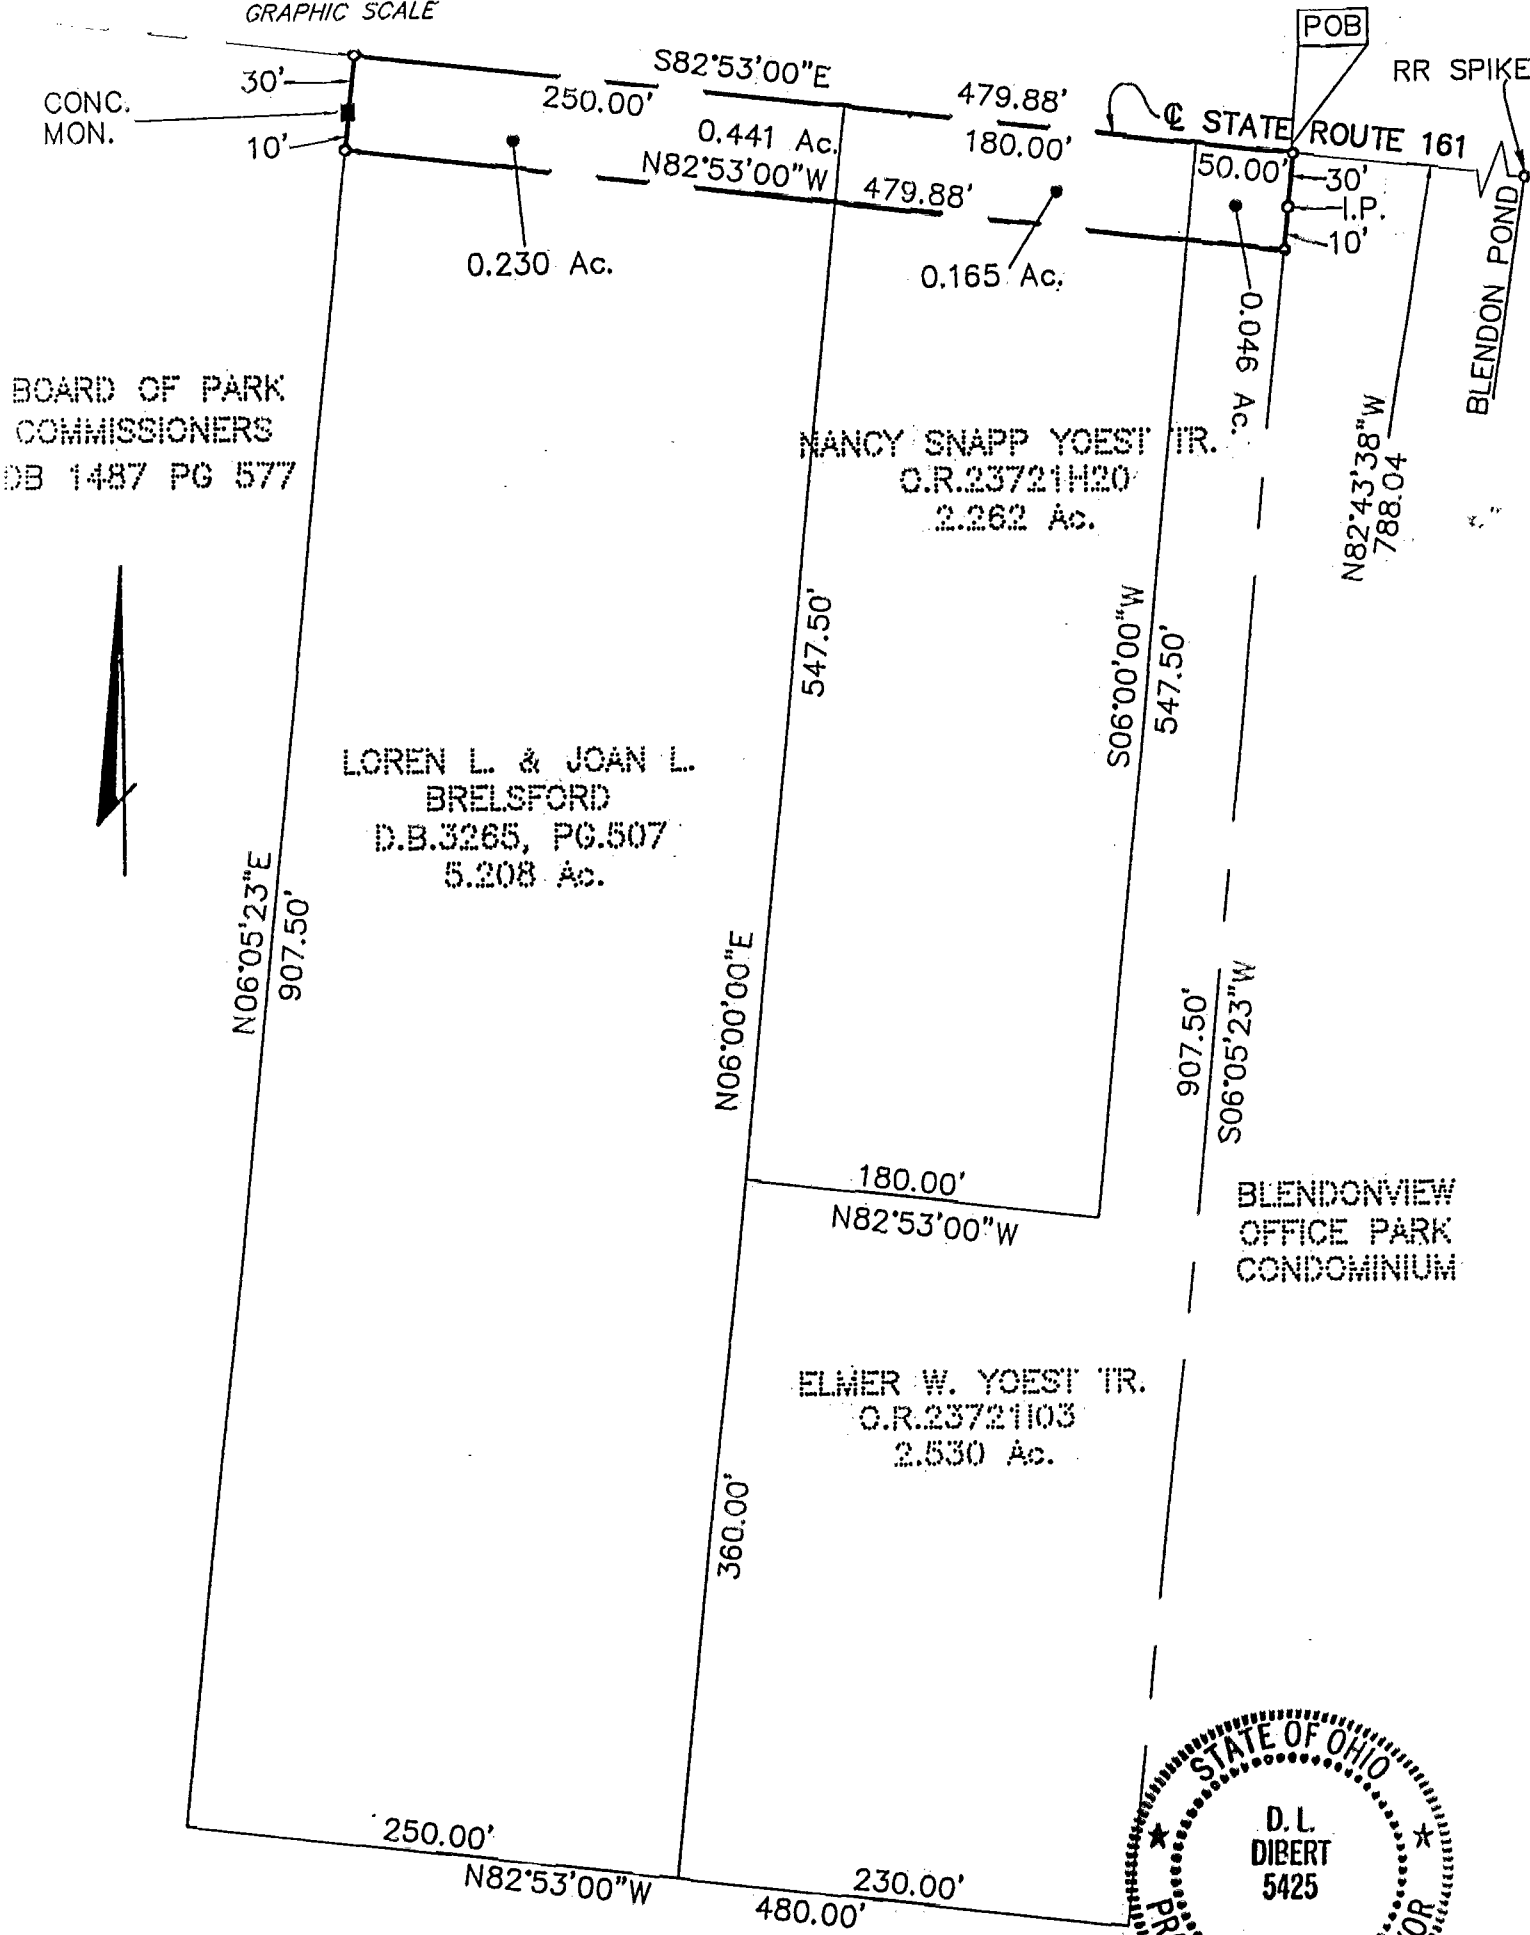 GRAPHIC SCALE
POB
RR SPIKE
30'
CONC.
MON.
10'
S82°53'00"E
250.00'
479.88'
℄ STATE ROUTE 161
0.441 Ac.
180.00'
N82°53'00"W
479.88'
50.00'
30'
I.P.
10'
0.230 Ac.
0.165 Ac.
0.046 Ac.
BLENDON POND
N82°43'38"W
788.04
BOARD OF PARK
COMMISSIONERS
DB 1487 PG 577
NANCY SNAPP YOEST TR.
O.R.23721H20
2.262 Ac.
547.50'
S06°00'00"W
547.50'
LOREN L. & JOAN L.
BRELSFORD
D.B.3265, PG.507
5.208 Ac.
N06°05'23"E
907.50'
N06°00'00"E
907.50'
S06°05'23"W
180.00'
N82°53'00"W
BLENDONVIEW
OFFICE PARK
CONDOMINIUM
ELMER W. YOEST TR.
O.R.23721I03
2.530 Ac.
360.00'
250.00'
N82°53'00"W
230.00'
480.00'
STATE OF OHIO
D. L.
DIBERT
5425